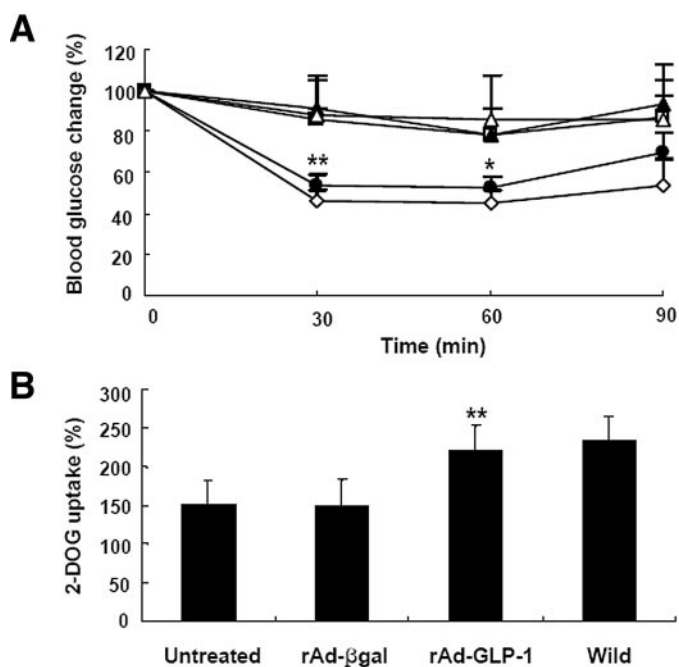 A
Blood glucose change (%)
120
100
80
60
40
20
0
**
*
0 30 60 90
Time (min)
B
2-DOG uptake (%)
300
250
200
150
100
50
0
**
Untreated rAd-βgal rAd-GLP-1 Wild